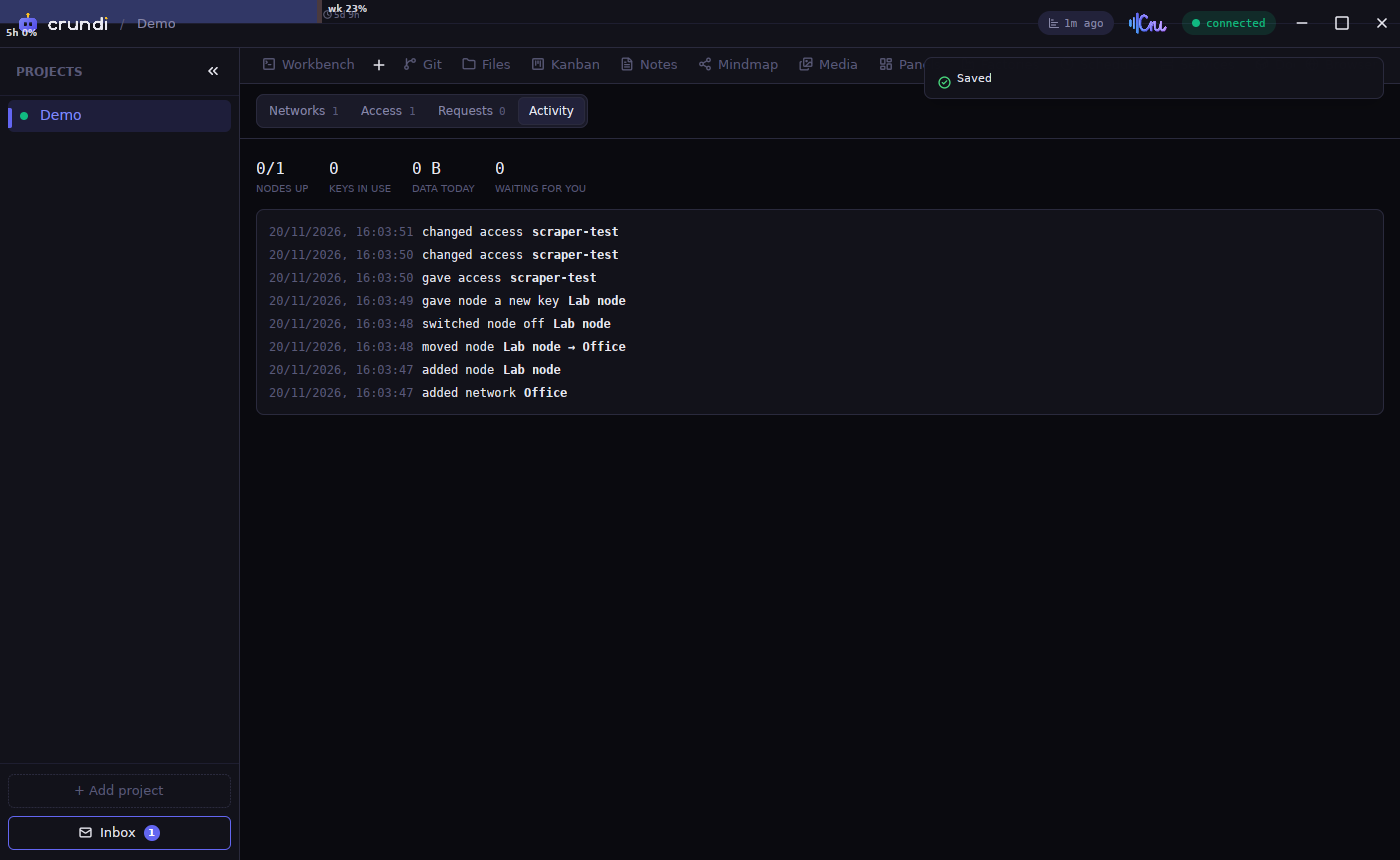 wk 23%
5d 9h
5h 0%
crundi / Demo
1m ago
Cru
connected
PROJECTS
Demo
+ Add project
Inbox 1
Workbench + Git Files Kanban Notes Mindmap Media
Saved
Networks 1 Access 1 Requests 0 Activity
0/1 0 0 B 0
NODES UP KEYS IN USE DATA TODAY WAITING FOR YOU
20/11/2026, 16:03:51 changed access scraper-test
20/11/2026, 16:03:50 changed access scraper-test
20/11/2026, 16:03:50 gave access scraper-test
20/11/2026, 16:03:49 gave node a new key Lab node
20/11/2026, 16:03:48 switched node off Lab node
20/11/2026, 16:03:48 moved node Lab node → Office
20/11/2026, 16:03:47 added node Lab node
20/11/2026, 16:03:47 added network Office